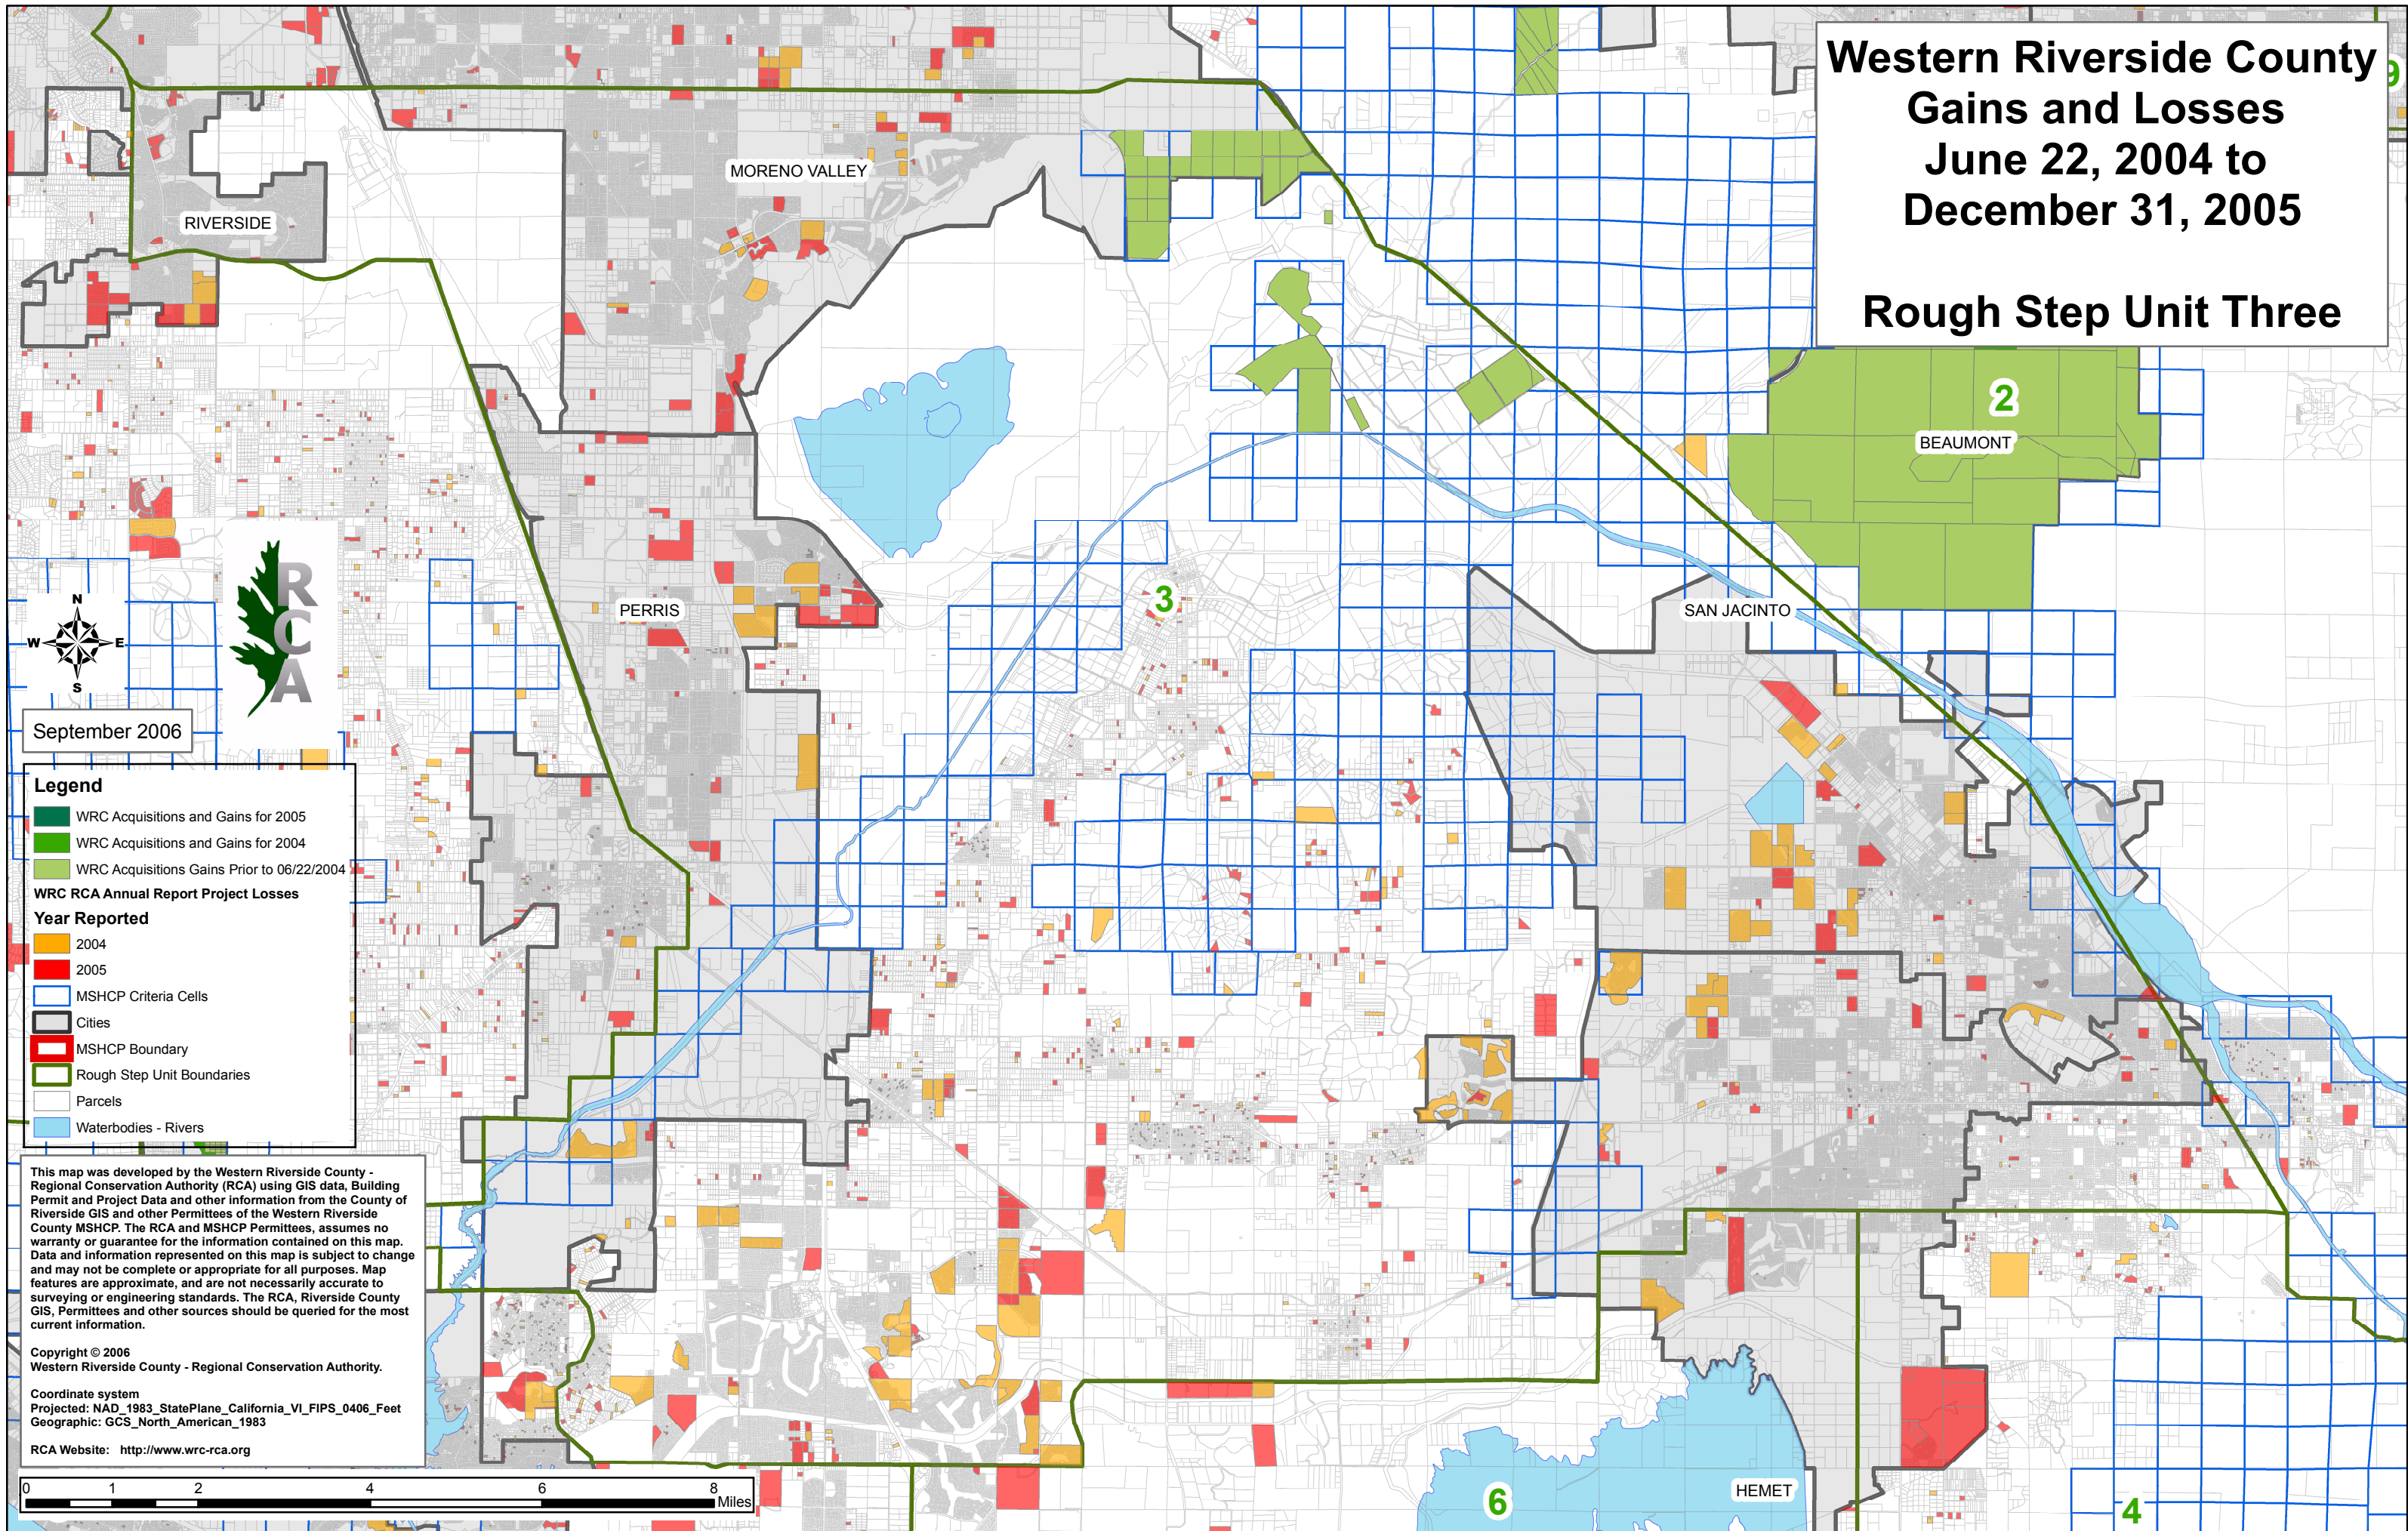 Western Riverside County
Gains and Losses
June 22, 2004 to
December 31, 2005
Rough Step Unit Three
9
MORENO VALLEY
RIVERSIDE
2
BEAUMONT
3
PERRIS
SAN JACINTO
N
W E
S
R
C
A
September 2006
Legend
WRC Acquisitions and Gains for 2005
WRC Acquisitions and Gains for 2004
WRC Acquisitions Gains Prior to 06/22/2004
WRC RCA Annual Report Project Losses
Year Reported
2004
2005
MSHCP Criteria Cells
Cities
MSHCP Boundary
Rough Step Unit Boundaries
Parcels
Waterbodies - Rivers
This map was developed by the Western Riverside County -
Regional Conservation Authority (RCA) using GIS data, Building
Permit and Project Data and other information from the County of
Riverside GIS and other Permittees of the Western Riverside
County MSHCP. The RCA and MSHCP Permittees, assumes no
warranty or guarantee for the information contained on this map.
Data and information represented on this map is subject to change
and may not be complete or appropriate for all purposes. Map
features are approximate, and are not necessarily accurate to
surveying or engineering standards. The RCA, Riverside County
GIS, Permittees and other sources should be queried for the most
current information.
Copyright © 2006
Western Riverside County - Regional Conservation Authority.
Coordinate system
Projected: NAD_1983_StatePlane_California_VI_FIPS_0406_Feet
Geographic: GCS_North_American_1983
RCA Website: http://www.wrc-rca.org
0 1 2 4 6 8
Miles
HEMET
6
4